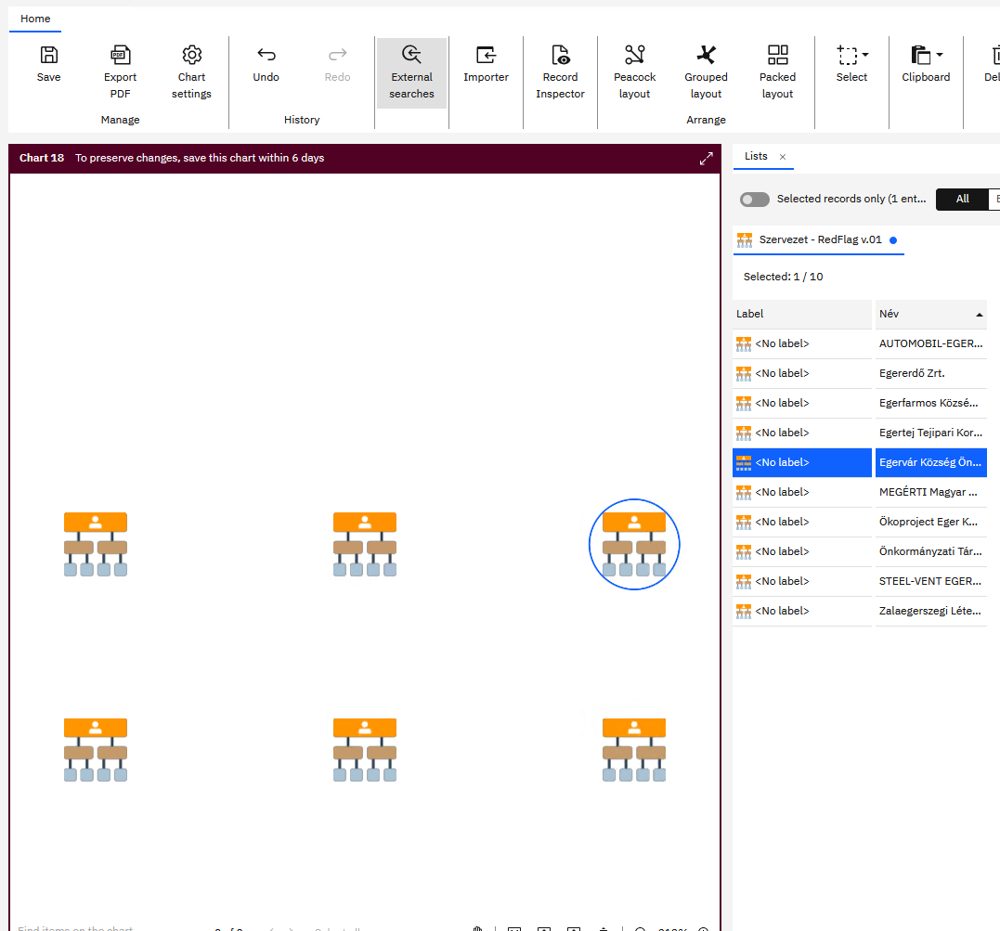 Home
Save
Export PDF
Chart settings
Manage
Undo
Redo
History
External searches
Importer
Record Inspector
Peacock layout
Grouped layout
Packed layout
Arrange
Select
Clipboard
Chart 18 To preserve changes, save this chart within 6 days
Lists
Selected records only (1 ent...
All
Szervezet - RedFlag v.01
Selected: 1 / 10
Label Név
<No label> AUTOMOBIL-EGER...
<No label> Egererdő Zrt.
<No label> Egerfarmos Közsé...
<No label> Egertej Tejipari Kor...
<No label> Egervár Község Ön...
<No label> MEGÉRTI Magyar ...
<No label> Ökoproject Eger K...
<No label> Önkormányzati Tár...
<No label> STEEL-VENT EGER...
<No label> Zalaegerszegi Léte...
Find items on the chart